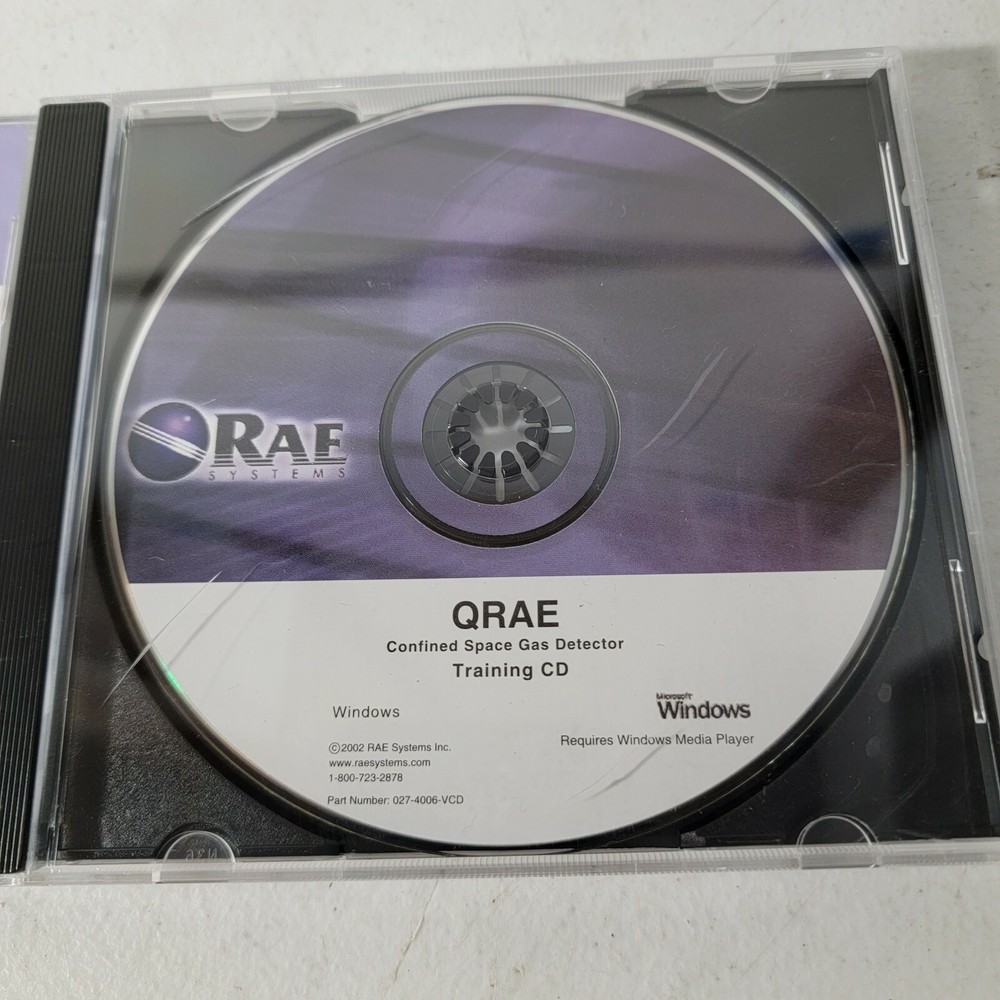 RAE
SYSTEMS
QRAE
Confined Space Gas Detector
Training CD
Windows
Microsoft
Windows
Requires Windows Media Player
©2002 RAE Systems Inc.
www.raesystems.com
1-800-723-2878
Part Number: 027-4006-VCD